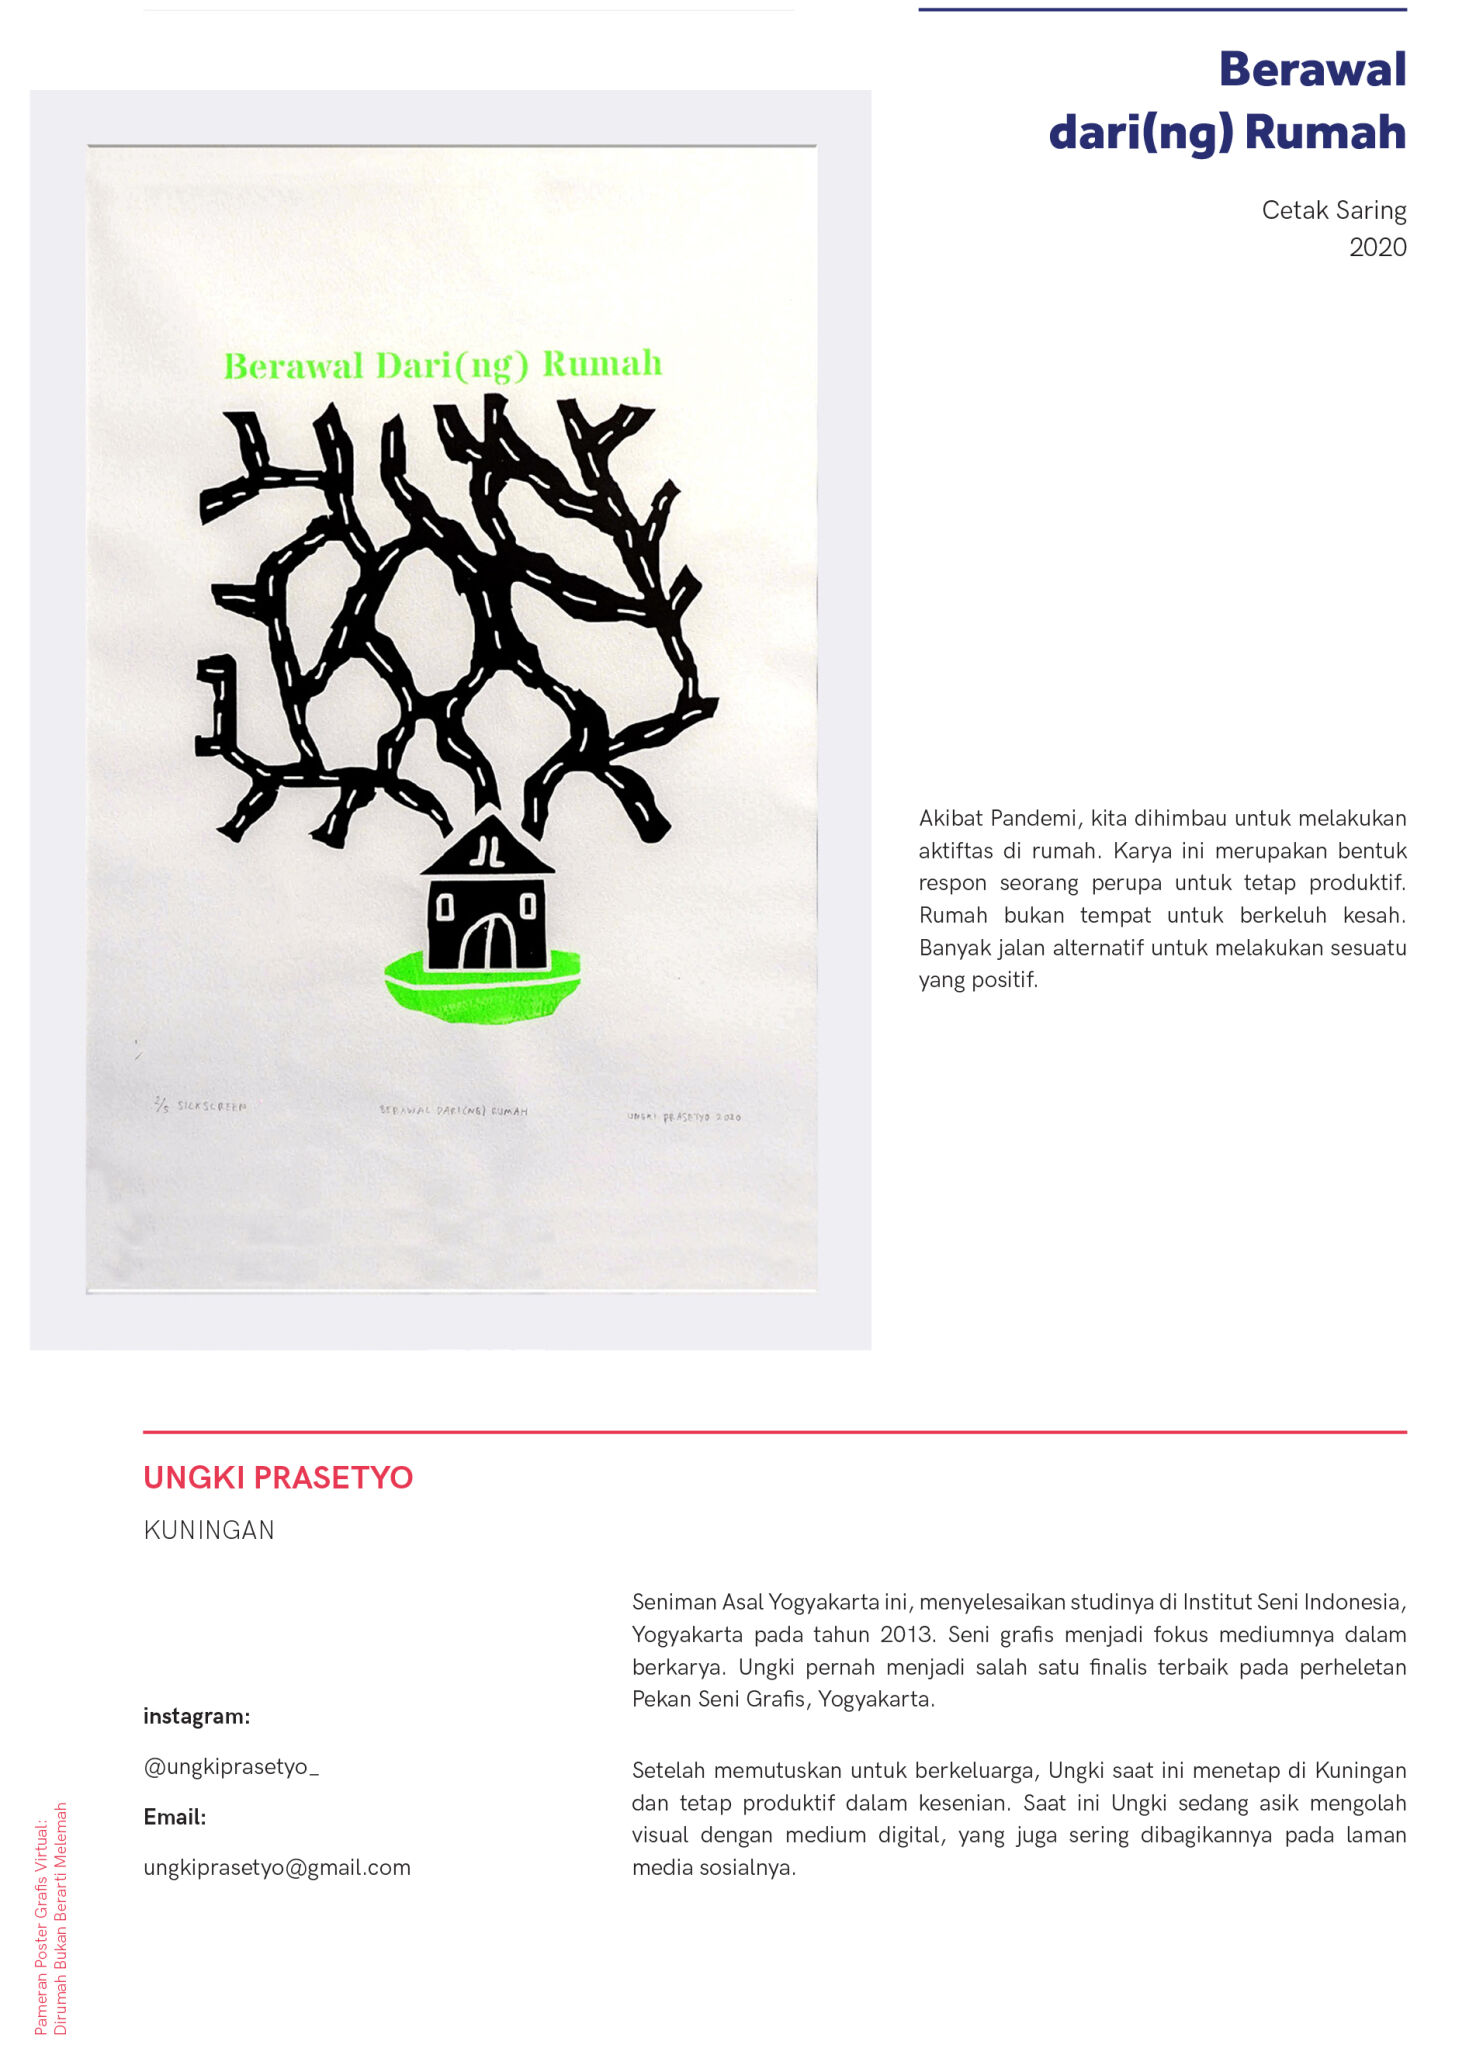 Berawal
dari(ng) Rumah
Cetak Saring
2020
Berawal Dari(ng) Rumah
2/5 SILKSCREEN
BERAWAL DARI(NG) RUMAH
UNGKI PRASETYO 2020
Akibat Pandemi, kita dihimbau untuk melakukan
aktiftas di rumah. Karya ini merupakan bentuk
respon seorang perupa untuk tetap produktif.
Rumah bukan tempat untuk berkeluh kesah.
Banyak jalan alternatif untuk melakukan sesuatu
yang positif.
UNGKI PRASETYO
KUNINGAN
instagram:
@ungkiprasetyo_
Email:
ungkiprasetyo@gmail.com
Seniman Asal Yogyakarta ini, menyelesaikan studinya di Institut Seni Indonesia,
Yogyakarta pada tahun 2013. Seni grafis menjadi fokus mediumnya dalam
berkarya. Ungki pernah menjadi salah satu finalis terbaik pada perheletan
Pekan Seni Grafis, Yogyakarta.
Setelah memutuskan untuk berkeluarga, Ungki saat ini menetap di Kuningan
dan tetap produktif dalam kesenian. Saat ini Ungki sedang asik mengolah
visual dengan medium digital, yang juga sering dibagikannya pada laman
media sosialnya.
Pameran Poster Grafis Virtual:
Dirumah Bukan Berarti Melemah